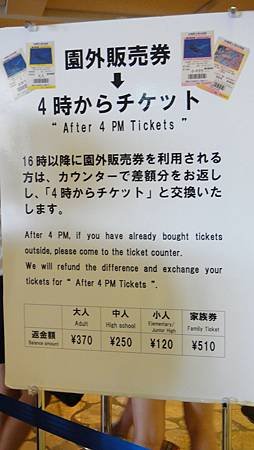 園外販売券
4時からチケット
“ After 4 PM Tickets ”
16時以降に園外販売券を利用される
方は、カウンターで差額分をお返し
し、「4時からチケット」と交換いた
します。
After 4 PM, if you have already bought tickets
outside, please come to the ticket counter.
We will refund the difference and exchange your
tickets for “ After 4 PM Tickets ”.
大人 中人 小人 家族券
Adult High school Elementary/ Junior High Family Ticket
返金額 ¥370 ¥250 ¥120 ¥510
Balance amount